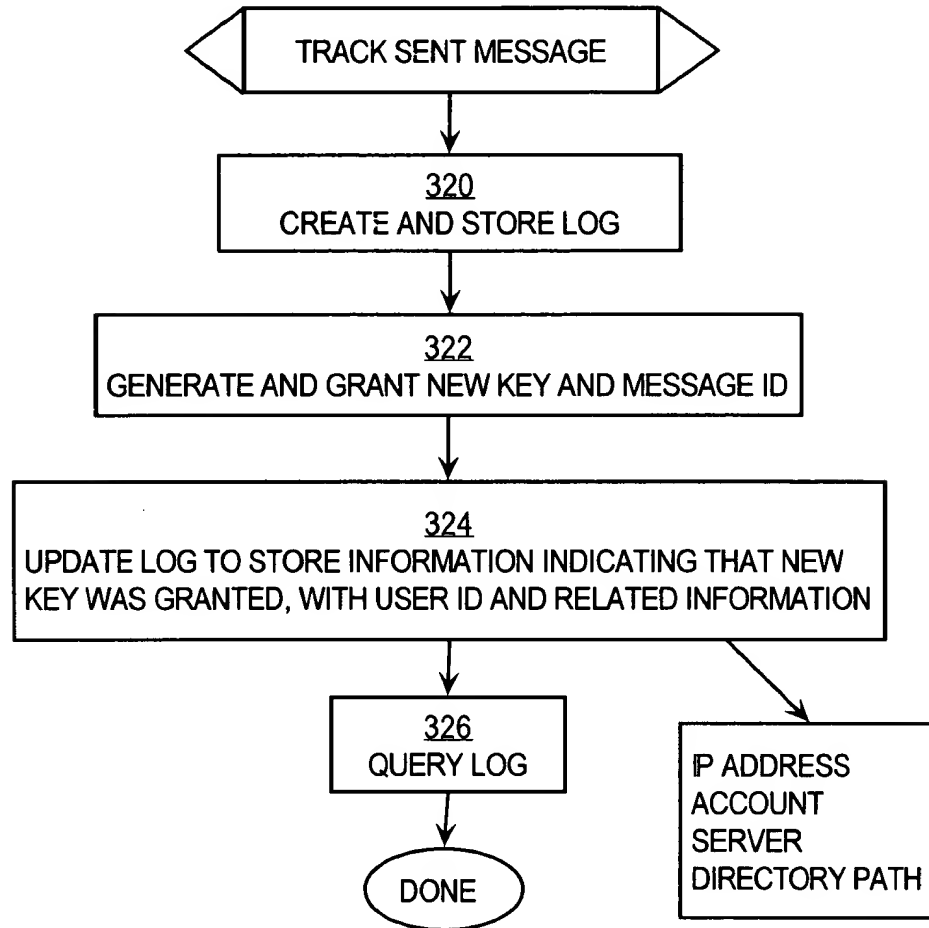 TRACK SENT MESSAGE
320
CREATE AND STORE LOG
322
GENERATE AND GRANT NEW KEY AND MESSAGE ID
324
UPDATE LOG TO STORE INFORMATION INDICATING THAT NEW
KEY WAS GRANTED, WITH USER ID AND RELATED INFORMATION
326
QUERY LOG
IP ADDRESS
ACCOUNT
SERVER
DIRECTORY PATH
DONE